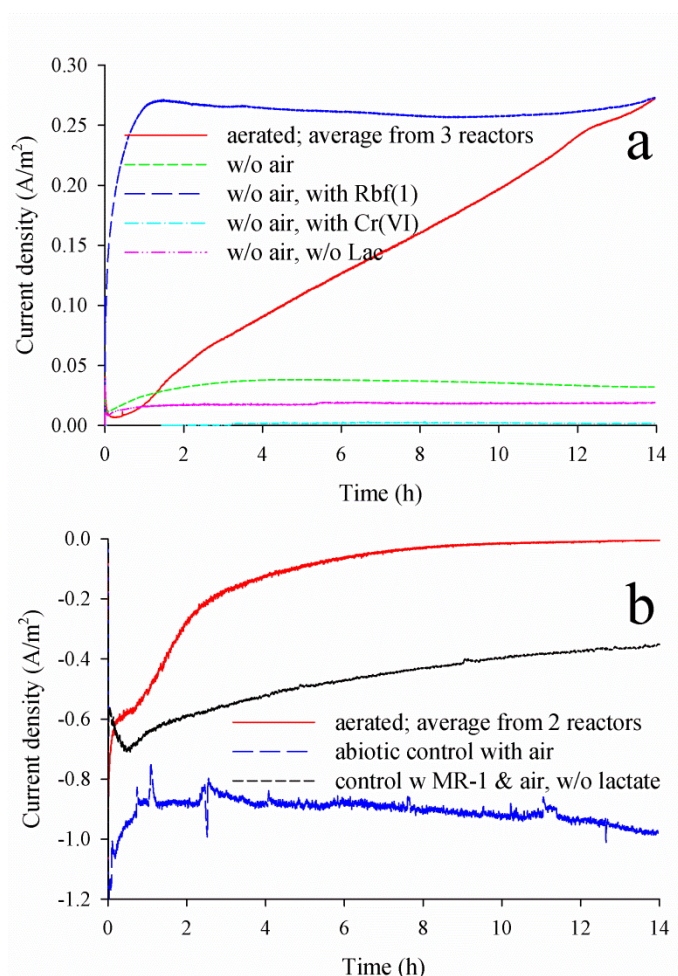 0.30
0.25
0.20
0.15
0.10
0.05
0.00
Current density (A/m²)
aerated; average from 3 reactors
w/o air
w/o air, with Rbf(1)
w/o air, with Cr(VI)
w/o air, w/o Lac
a
0 2 4 6 8 10 12 14
Time (h)
0.0
-0.2
-0.4
-0.6
-0.8
-1.0
-1.2
Current density (A/m²)
b
aerated; average from 2 reactors
abiotic control with air
control w MR-1 & air, w/o lactate
0 2 4 6 8 10 12 14
Time (h)